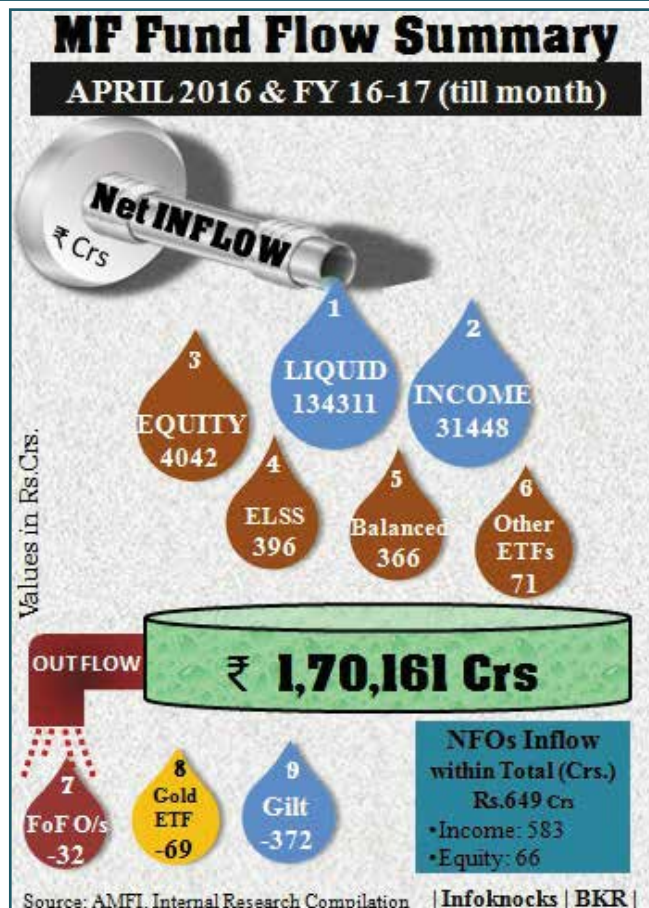 MF Fund Flow Summary
APRIL 2016 & FY 16-17 (till month)
Net INFLOW
₹ Crs
1
LIQUID
134311
2
INCOME
31448
3
EQUITY
4042
4
ELSS
396
5
Balanced
366
6
Other
ETFs
71
Values in Rs.Crs.
OUTFLOW
₹ 1,70,161 Crs
7
FoF O/s
-32
8
Gold
ETF
-69
9
Gilt
-372
NFOs Inflow
within Total (Crs.)
Rs.649 Crs
•Income: 583
•Equity: 66
Source: AMFI, Internal Research Compilation | Infoknocks | BKR |